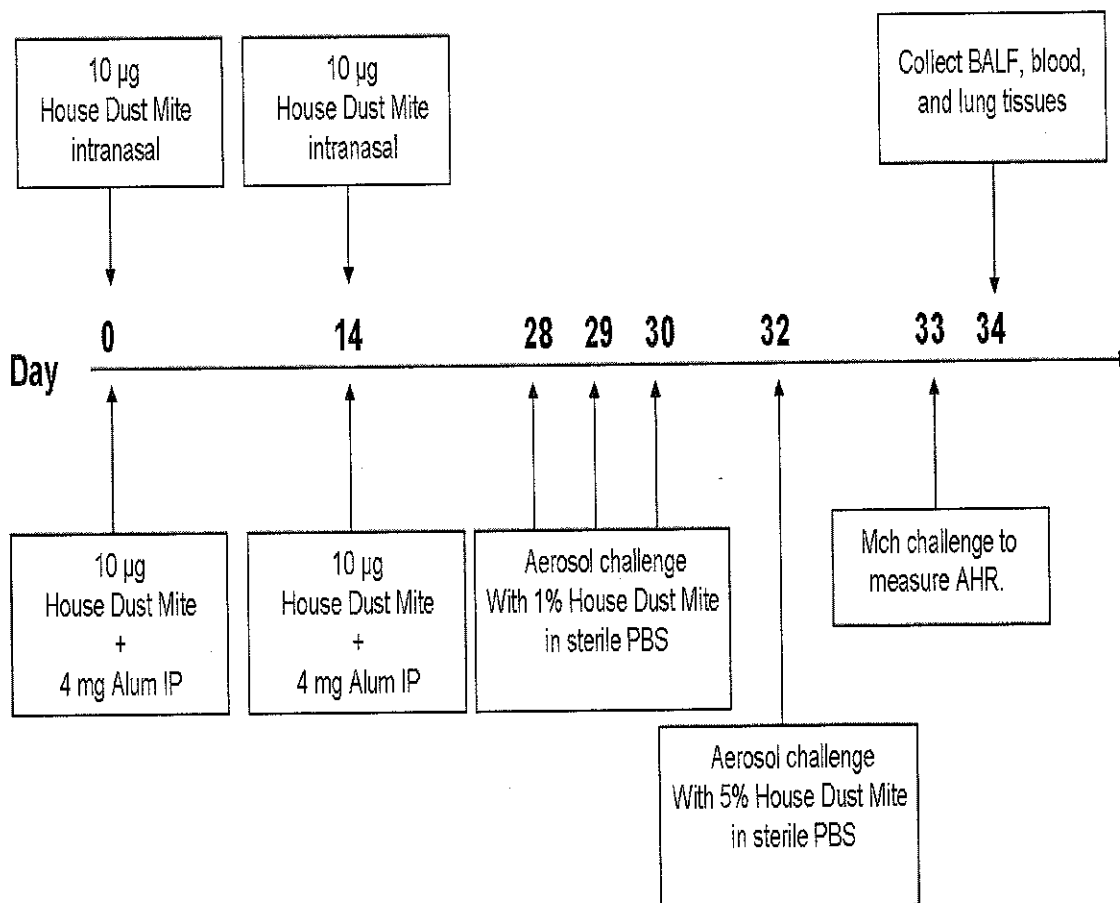 10 µg
House Dust Mite
intranasal
10 µg
House Dust Mite
intranasal
Collect BALF, blood,
and lung tissues
Day
0
14
28
29
30
32
33
34
10 µg
House Dust Mite
+
4 mg Alum IP
10 µg
House Dust Mite
+
4 mg Alum IP
Aerosol challenge
With 1% House Dust Mite
in sterile PBS
Mch challenge to
measure AHR.
Aerosol challenge
With 5% House Dust Mite
in sterile PBS